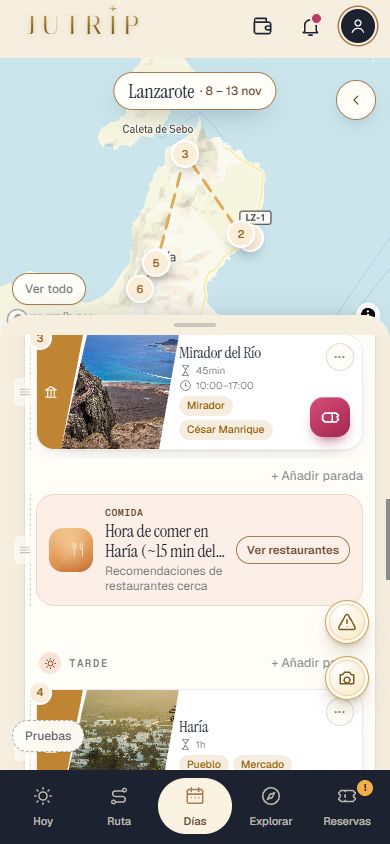 JUTRIP
Lanzarote · 8 – 13 nov
Caleta de Sebo
3
LZ-1
2
5
6
Ver todo
3
Mirador del Río
45min
10:00–17:00
Mirador
César Manrique
+ Añadir parada
COMIDA
Hora de comer en
Haría (~15 min del...
Recomendaciones de
restaurantes cerca
Ver restaurantes
TARDE
+ Añadir
4
Haría
1h
Pueblo
Mercado
Pruebas
Hoy
Ruta
Días
Explorar
Reservas
!